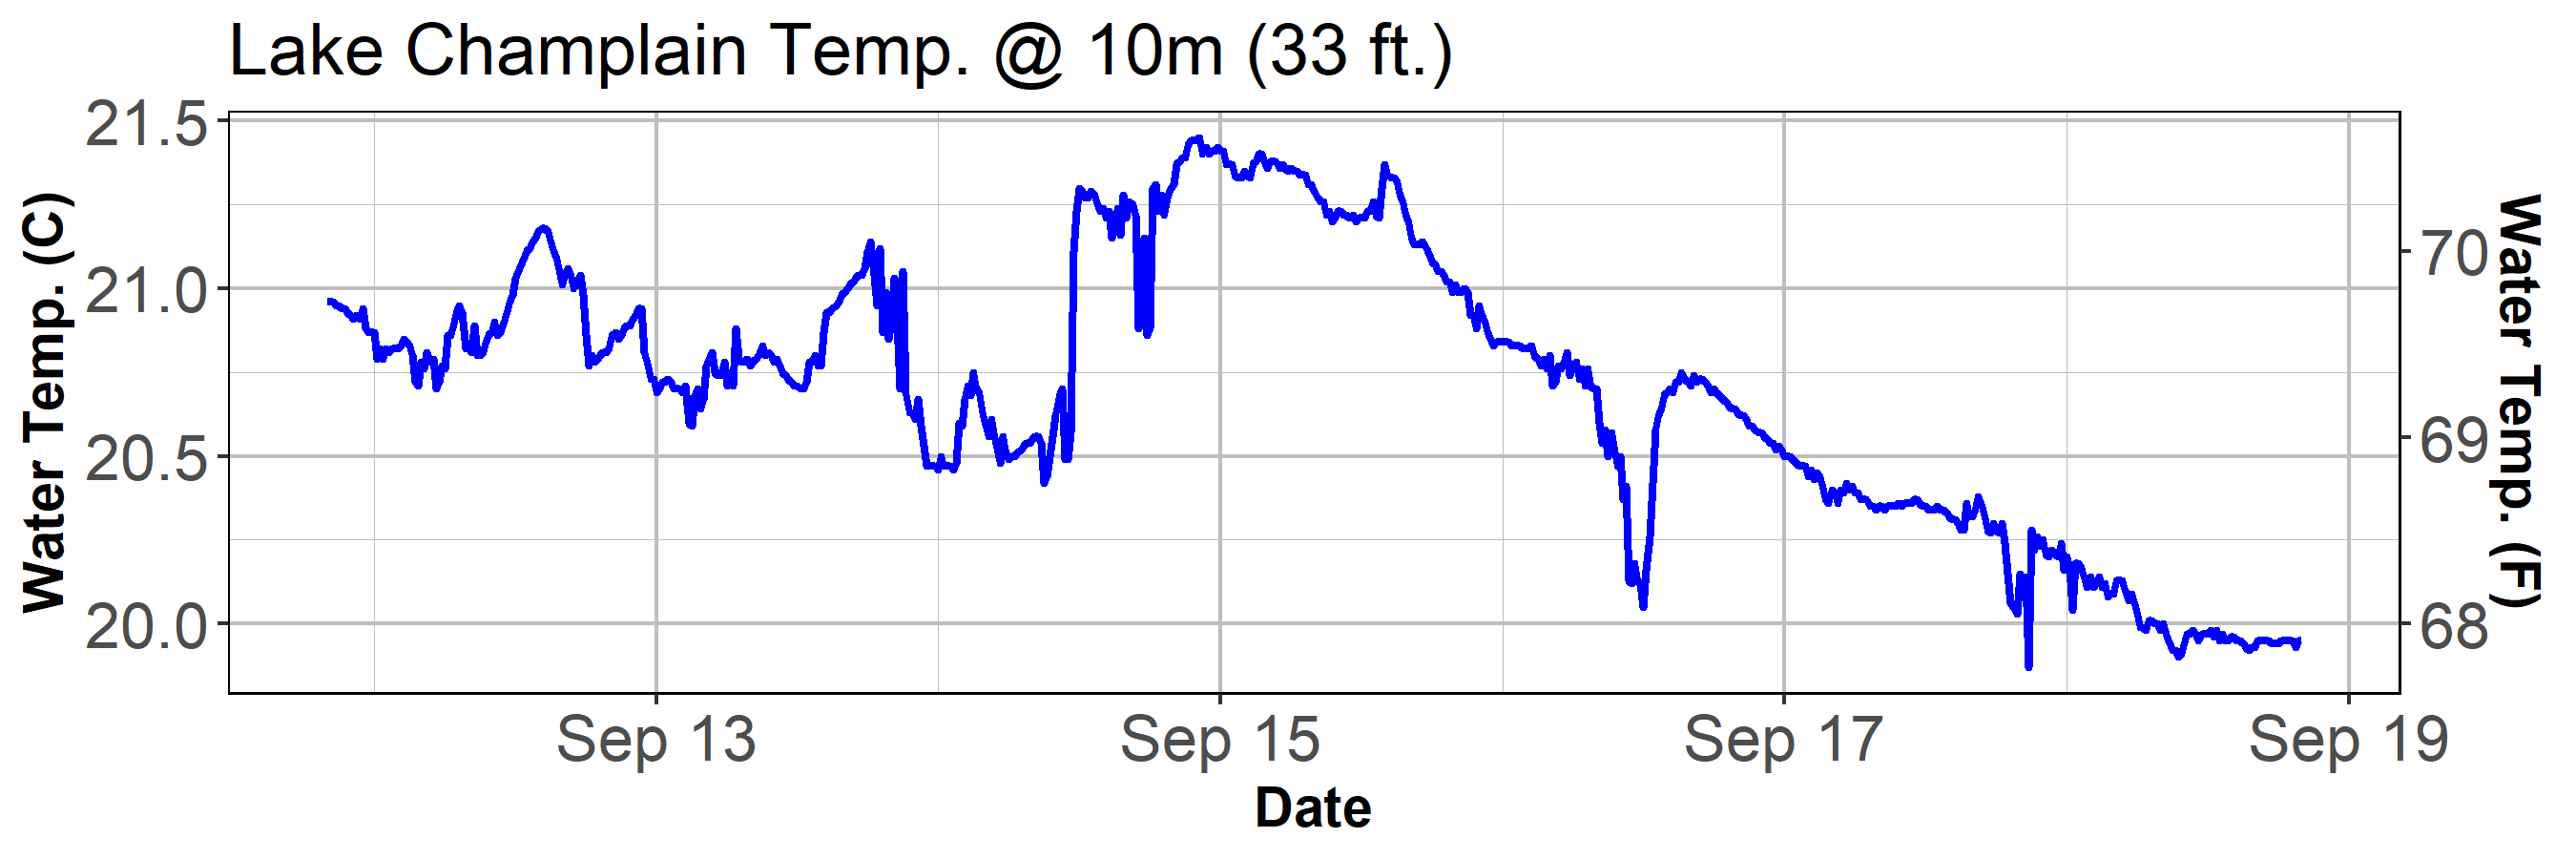 Lake Champlain Temp. @ 10m (33 ft.)
Water Temp. (C)
21.5
21.0
20.5
20.0
70
69
68
Water Temp. (F)
Sep 13 Sep 15 Sep 17 Sep 19
Date